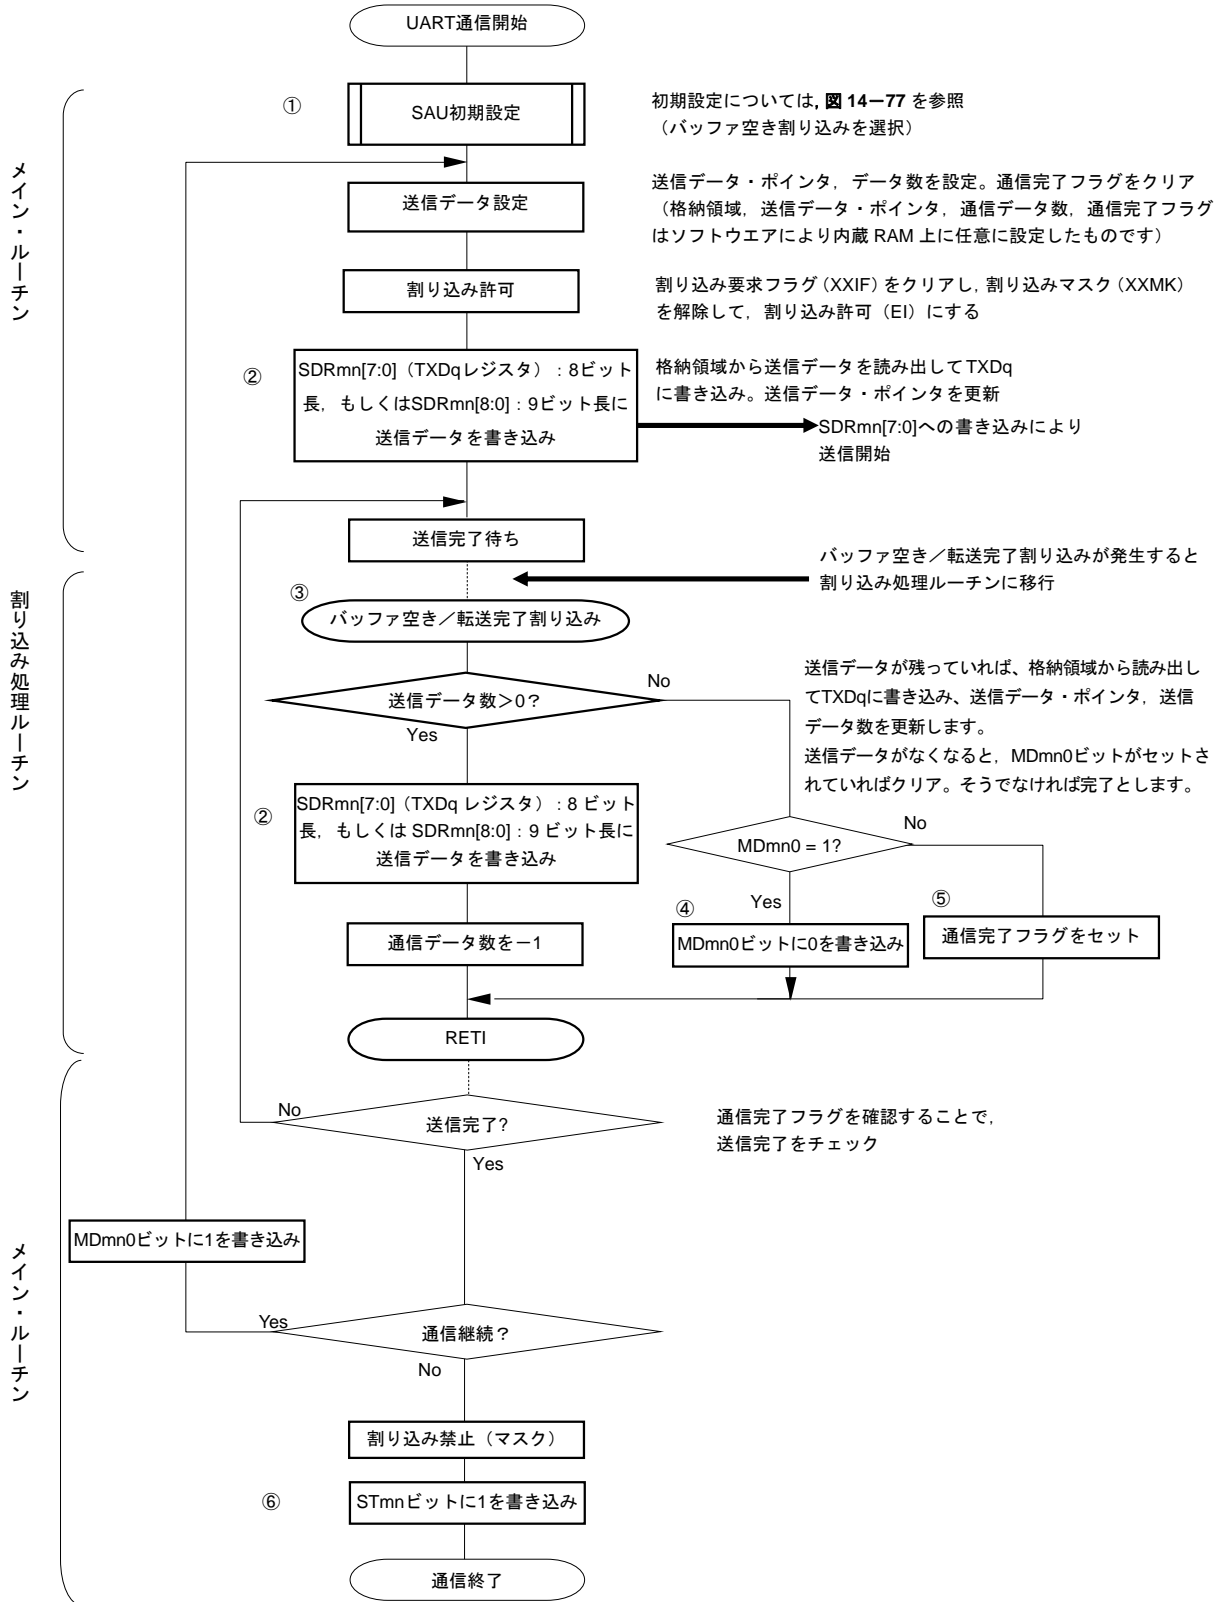 UART通信開始
メイン・ルーチン
①
SAU初期設定
初期設定については，図 14－77 を参照
（バッファ空き割り込みを選択）
送信データ設定
送信データ・ポインタ，データ数を設定。通信完了フラグをクリア
（格納領域，送信データ・ポインタ，通信データ数，通信完了フラグ
はソフトウエアにより内蔵 RAM 上に任意に設定したものです）
割り込み許可
割り込み要求フラグ（XXIF）をクリアし，割り込みマスク（XXMK）
を解除して，割り込み許可（EI）にする
②
SDRmn[7:0]（TXDqレジスタ）：8ビット
長，もしくはSDRmn[8:0]：9ビット長に
送信データを書き込み
格納領域から送信データを読み出してTXDq
に書き込み。送信データ・ポインタを更新
SDRmn[7:0]への書き込みにより
送信開始
送信完了待ち
バッファ空き／転送完了割り込みが発生すると
割り込み処理ルーチンに移行
割り込み処理ルーチン
③
バッファ空き／転送完了割り込み
送信データ数＞0？
No
Yes
送信データが残っていれば、格納領域から読み出し
てTXDqに書き込み、送信データ・ポインタ，送信
データ数を更新します。
送信データがなくなると，MDmn0ビットがセットさ
れていればクリア。そうでなければ完了とします。
②
SDRmn[7:0]（TXDq レジスタ）：8 ビット
長，もしくは SDRmn[8:0]：9 ビット長に
送信データを書き込み
MDmn0 = 1?
No
Yes
通信データ数を－1
④
MDmn0ビットに0を書き込み
⑤
通信完了フラグをセット
RETI
メイン・ルーチン
送信完了?
No
Yes
通信完了フラグを確認することで，
送信完了をチェック
MDmn0ビットに1を書き込み
通信継続？
Yes
No
割り込み禁止（マスク）
⑥
STmnビットに1を書き込み
通信終了